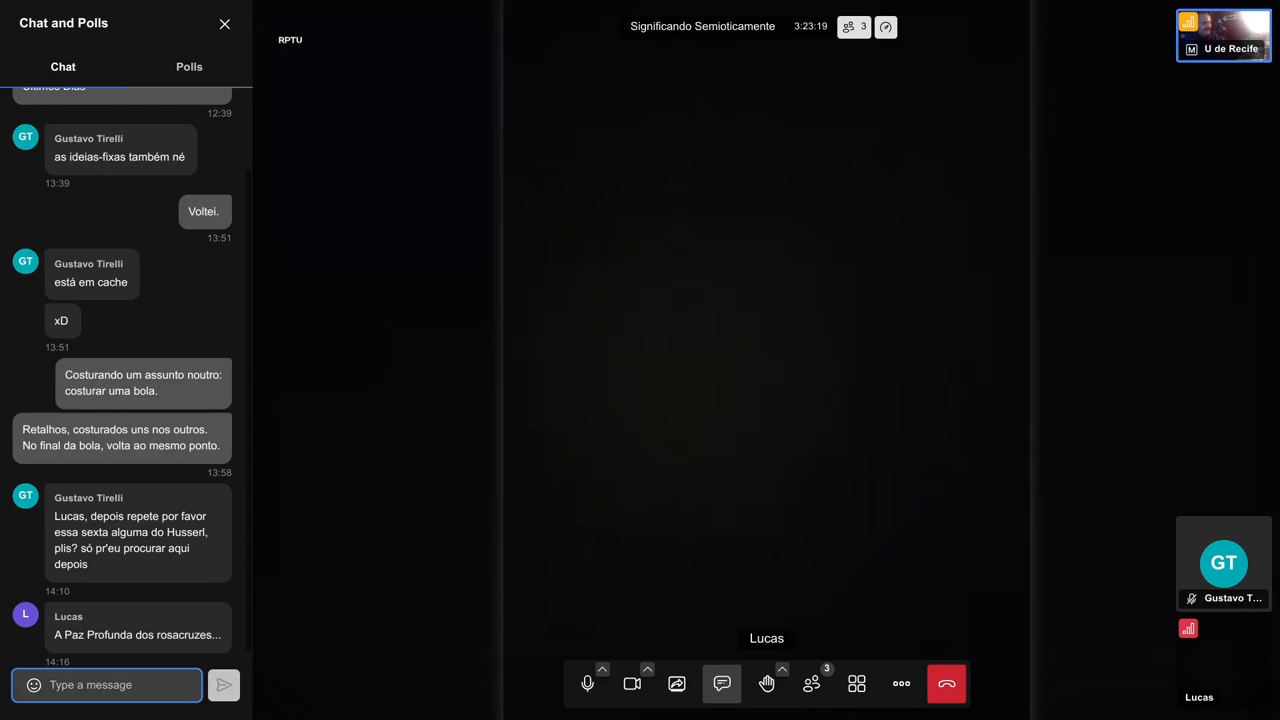 Chat and Polls
Chat
Polls
Últimos Dias
12:39
GT
Gustavo Tirelli
as ideias-fixas também né
13:39
Voltei.
13:51
GT
Gustavo Tirelli
está em cache
xD
13:51
Costurando um assunto noutro:
costurar uma bola.
Retalhos, costurados uns nos outros.
No final da bola, volta ao mesmo ponto.
13:58
GT
Gustavo Tirelli
Lucas, depois repete por favor
essa sexta alguma do Husserl,
plis? só pr'eu procurar aqui
depois
14:10
L
Lucas
A Paz Profunda dos rosacruzes...
14:16
Type a message
RPTU
Significando Semioticamente
3:23:19
3
Lucas
3
M
U de Recife
GT
Gustavo T...
Lucas